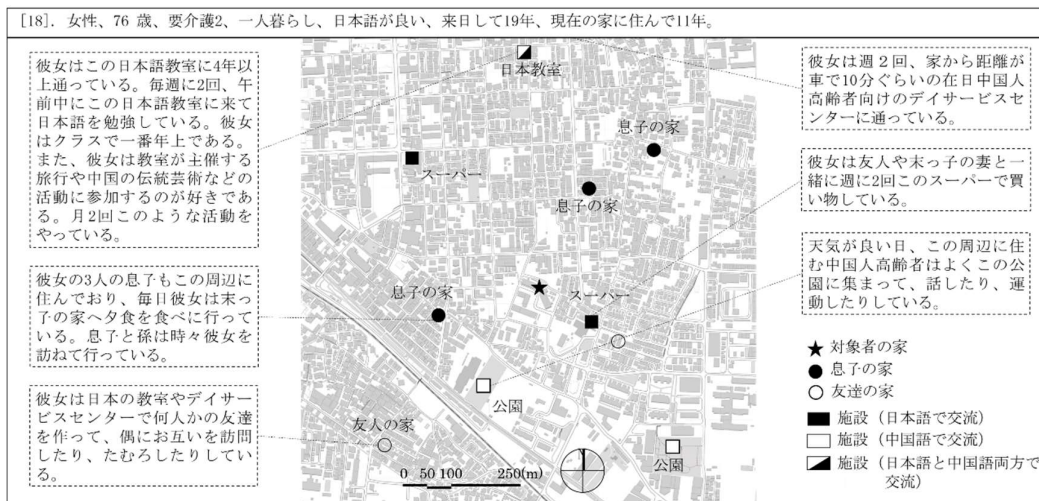 [18]．女性、76 歳、要介護2、一人暮らし、日本語が良い、来日して19年、現在の家に住んで11年。
彼女はこの日本語教室に4年以
上通っている。毎週に2回、午
前中にこの日本語教室に来て
日本語を勉強している。彼女
はクラスで一番年上である。
また、彼女は教室が主催する
旅行や中国の伝統芸術などの
活動に参加するのが好きであ
る。月2回このような活動を
やっている。
彼女の3人の息子もこの周辺に
住んでおり、毎日彼女は末っ
子の家へ夕食を食べに行って
いる。息子と孫は時々彼女を
訪ねて行っている。
彼女は日本の教室やデイサー
ビスセンターで何人かの友達
を作って、偶にお互いを訪問
したり、たむろしたりしてい
る。
日本教室
スーパー
息子の家
息子の家
息子の家
スーパー
公園
友人の家
公園
0 50 100 250(m)
彼女は週２回、家から距離が
車で10分ぐらいの在日中国人
高齢者向けのデイサービスセ
ンターに通っている。
彼女は友人や末っ子の妻と一
緒に週に2回このスーパーで買
い物している。
天気が良い日、この周辺に住
む中国人高齢者はよくこの公
園に集まって、話したり、運
動したりしている。
対象者の家
息子の家
友達の家
施設（日本語で交流）
施設（中国語で交流）
施設（日本語と中国語両方で
交流）